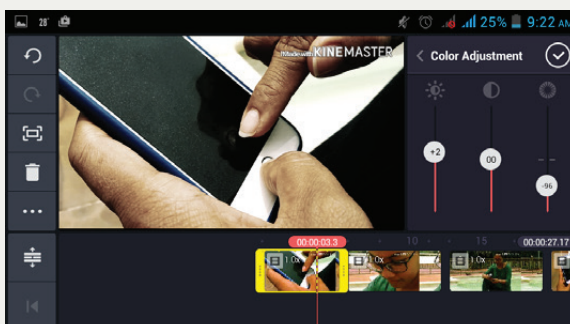 28°
25%
9:22 AM
Made with KINEMASTER
Color Adjustment
+2
00
-96
00:00:03.3
10
15
00:00:27.17
1.0x
1.0x
1.0x